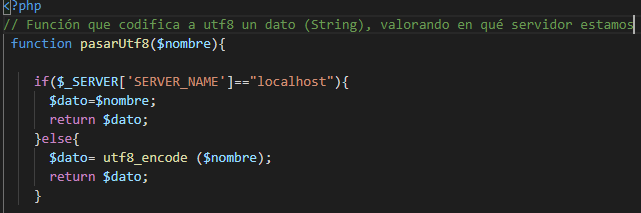 <?php
// Función que codifica a utf8 un dato (String), valorando en qué servidor estamos
function pasarUtf8($nombre){
if($_SERVER['SERVER_NAME']=="localhost"){
$dato=$nombre;
return $dato;
}else{
$dato= utf8_encode ($nombre);
return $dato;
}